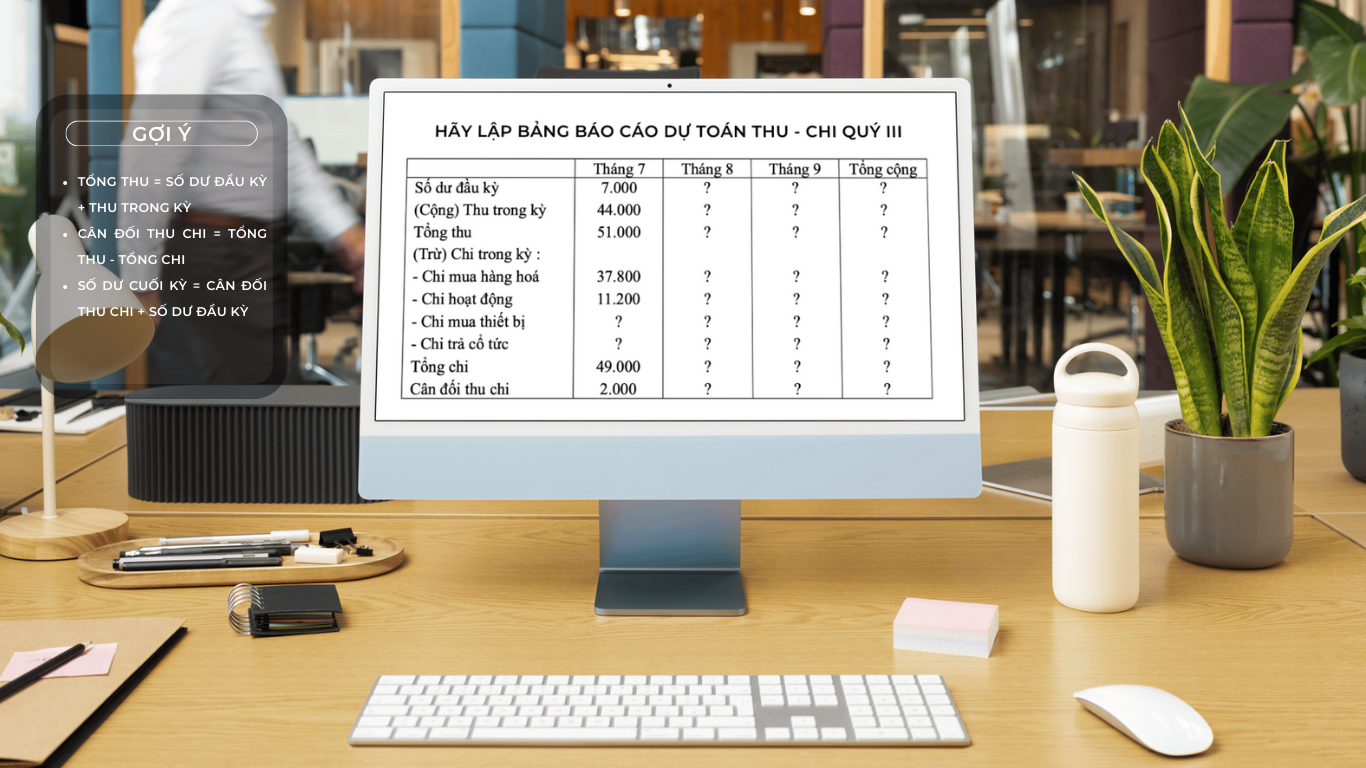 GỢI Ý
• TỔNG THU = SỐ DƯ ĐẦU KỲ
+ THU TRONG KỲ
• CÂN ĐỐI THU CHI = TỔNG
THU - TỔNG CHI
• SỐ DƯ CUỐI KỲ = CÂN ĐỐI
THU CHI + SỐ DƯ ĐẦU KỲ
HÃY LẬP BẢNG BÁO CÁO DỰ TOÁN THU - CHI QUÝ III
Tháng 7 Tháng 8 Tháng 9 Tổng cộng
Số dư đầu kỳ 7.000 ? ? ?
(Cộng) Thu trong kỳ 44.000 ? ? ?
Tổng thu 51.000 ? ? ?
(Trừ) Chi trong kỳ :
- Chi mua hàng hoá 37.800 ? ? ?
- Chi hoạt động 11.200 ? ? ?
- Chi mua thiết bị ? ? ? ?
- Chi trả cổ tức ? ? ? ?
Tổng chi 49.000 ? ? ?
Cân đối thu chi 2.000 ? ? ?